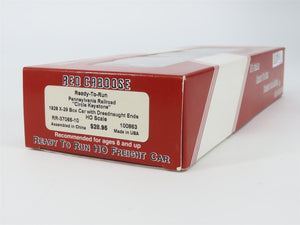 RED CABOOSE
Ready-To-Run
Pennsylvania Railroad
"Circle Keystone"
1928 X-29 Box Car with Dreadnaught Ends
RR-37065-10 HO Scale 100863
$28.95
Assembled in China Made in USA
Recommended for ages 8 and up
READY TO RUN HO FREIGHT CAR